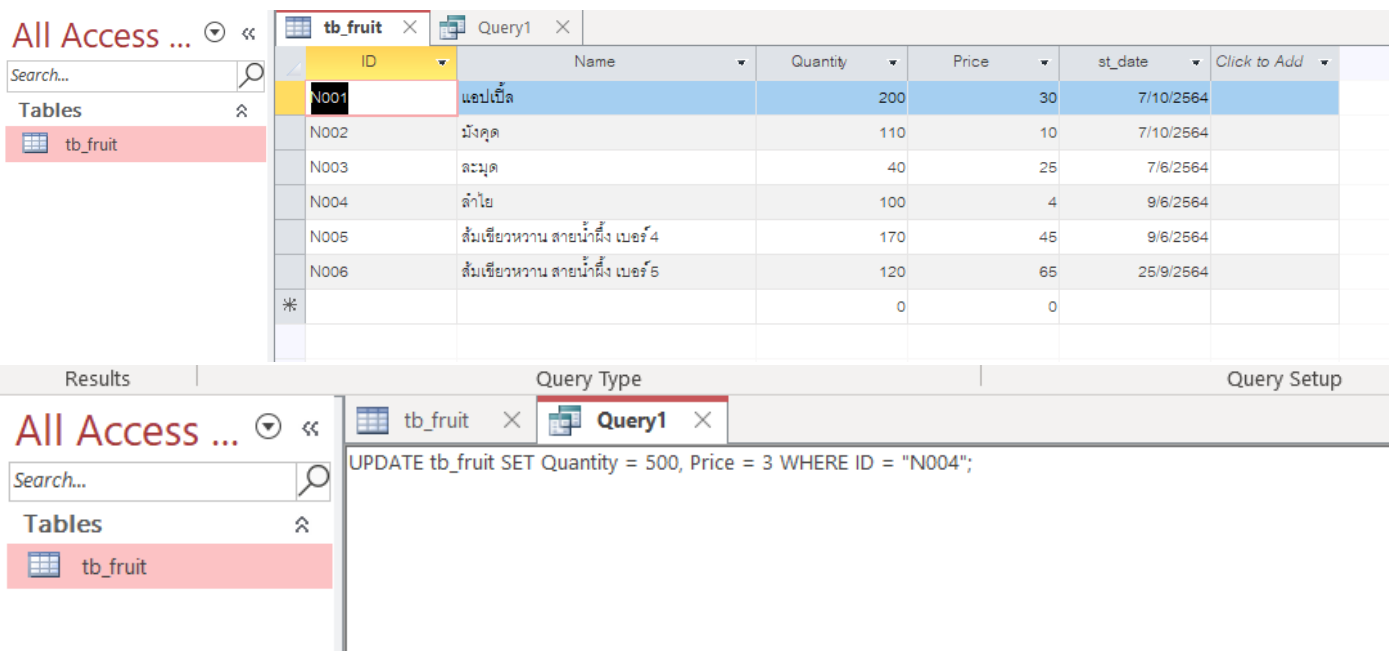 All Access ...
Search...
Tables
tb_fruit
tb_fruit Query1
ID Name Quantity Price st_date Click to Add
N001 แอปเปิ้ล 200 30 7/10/2564
N002 มังคุด 110 10 7/10/2564
N003 ละมุด 40 25 7/6/2564
N004 ลำไย 100 4 9/6/2564
N005 ส้มเขียวหวาน สายน้ำผึ้ง เบอร์ 4 170 45 9/6/2564
N006 ส้มเขียวหวาน สายน้ำผึ้ง เบอร์ 5 120 65 25/9/2564
0 0
Results Query Type Query Setup
All Access ...
Search...
Tables
tb_fruit
tb_fruit Query1
UPDATE tb_fruit SET Quantity = 500, Price = 3 WHERE ID = "N004";